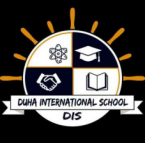 DUHA INTERNATIONAL SCHOOL
DIS